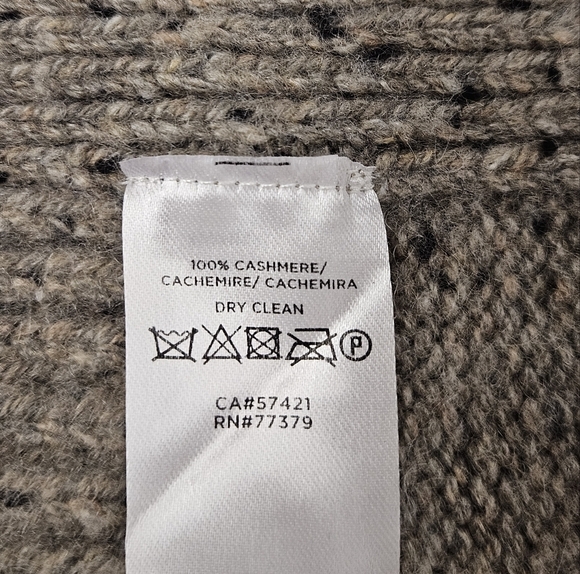 100% CASHMERE/
CACHEMIRE/ CACHEMIRA
DRY CLEAN
P
CA#57421
RN#77379